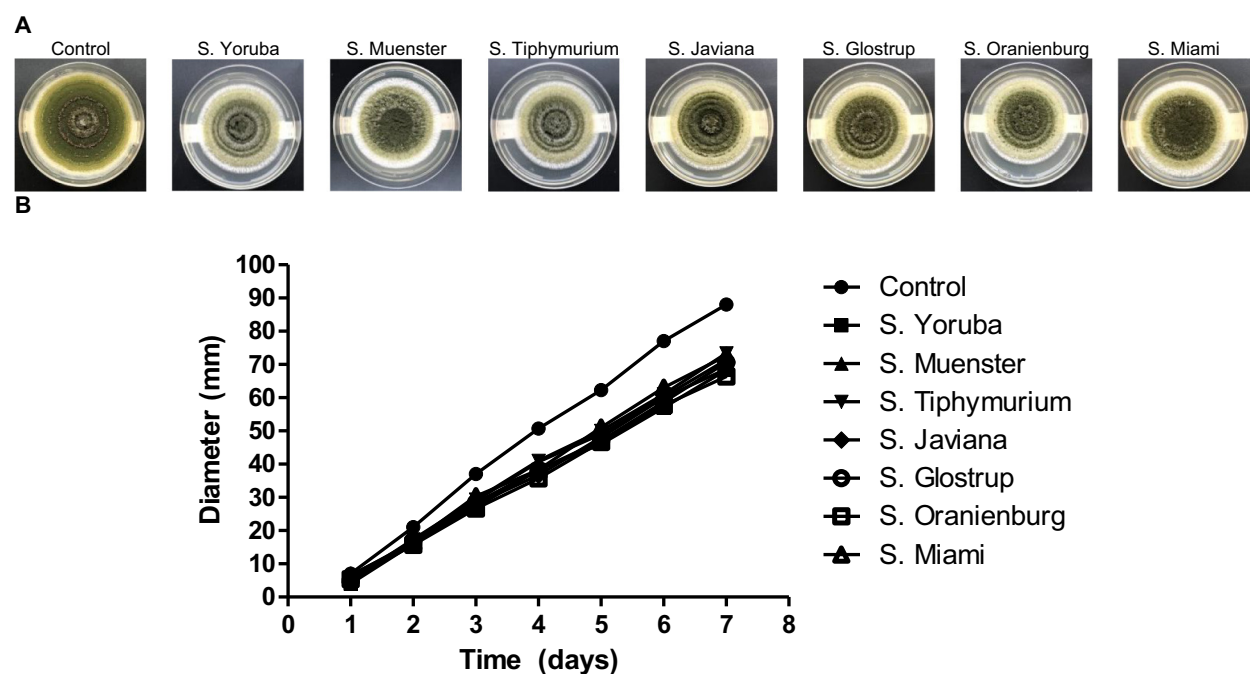 A
Control S. Yoruba S. Muenster S. Tiphymurium S. Javiana S. Glostrup S. Oranienburg S. Miami
B
100
90
80
70
60
50
40
30
20
10
0
Diameter (mm)
0 1 2 3 4 5 6 7 8
Time (days)
Control
S. Yoruba
S. Muenster
S. Tiphymurium
S. Javiana
S. Glostrup
S. Oranienburg
S. Miami